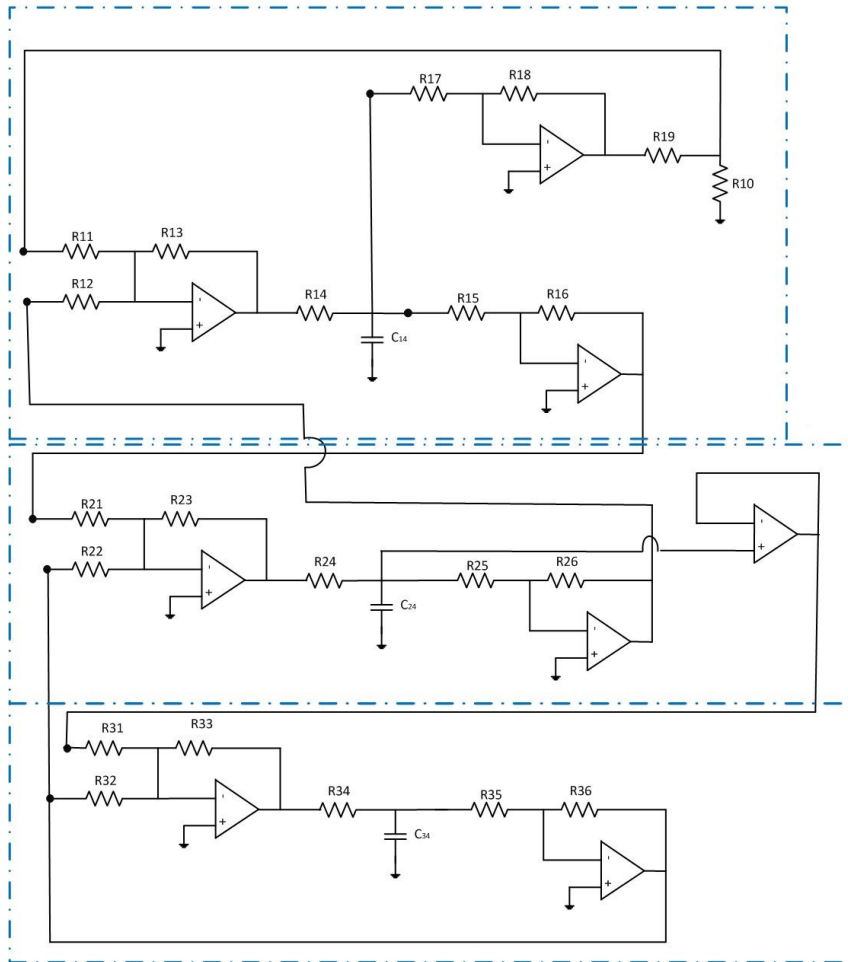 R17 R18
-
+
R19
R10
R11 R13
R12
-
+
R14
C14
R15 R16
-
+
R21 R23
R22
-
+
R24
C24
R25 R26
-
+
-
+
R31 R33
R32
-
+
R34
C34
R35 R36
-
+